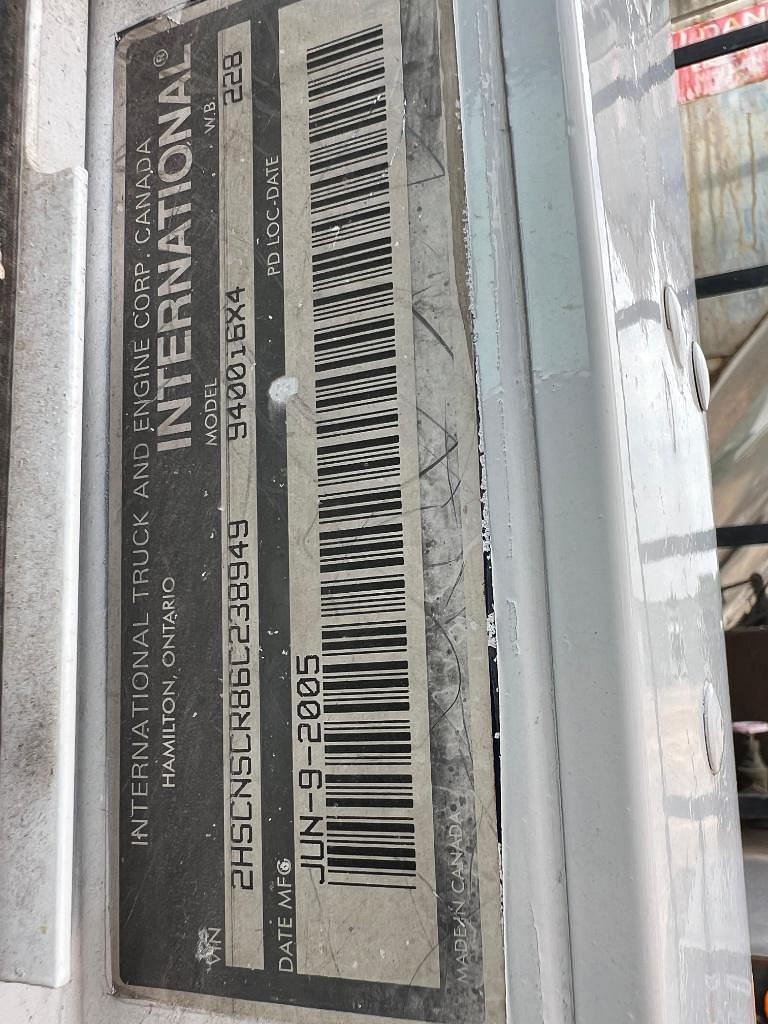 INTERNATIONAL TRUCK AND ENGINE CORP. CANADA
HAMILTON, ONTARIO
INTERNATIONAL®
VIN MODEL W.B.
2HSCNSCR86C238949 9400i6X4 228
DATE MFG PD LOC-DATE
JUN-9-2005
MADE IN CANADA